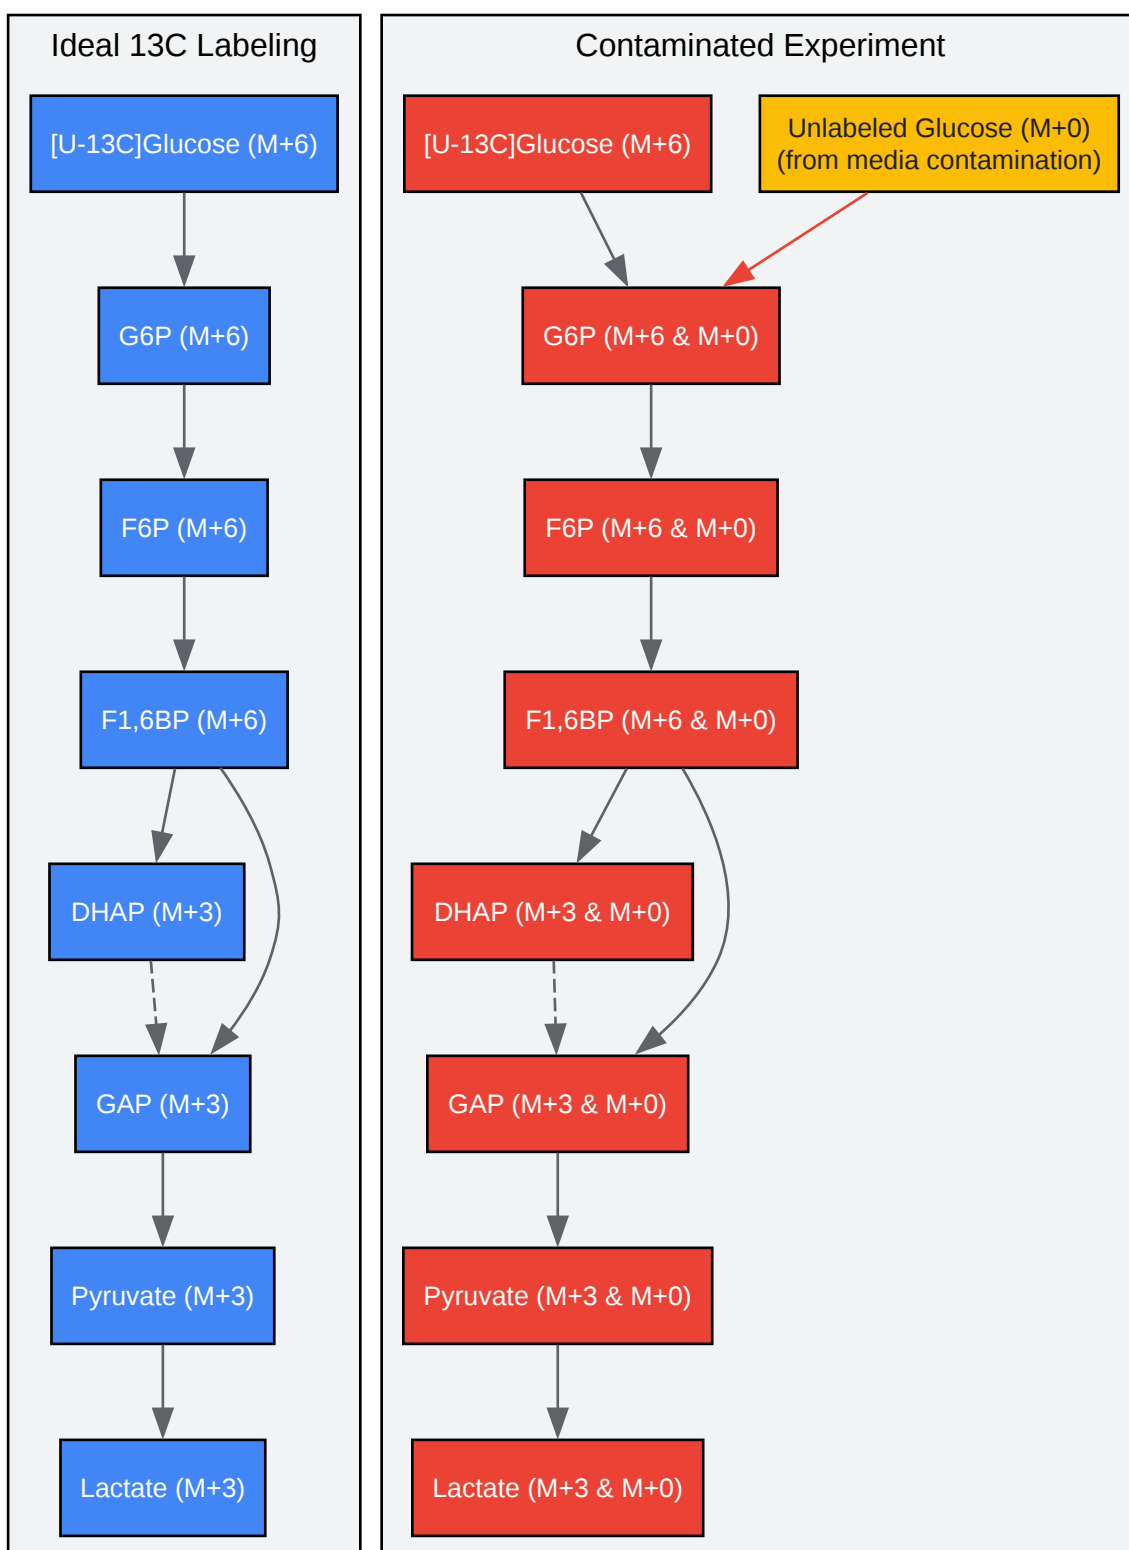 Ideal 13C Labeling
[U-13C]Glucose (M+6)
G6P (M+6)
F6P (M+6)
F1,6BP (M+6)
DHAP (M+3)
GAP (M+3)
Pyruvate (M+3)
Lactate (M+3)
Contaminated Experiment
[U-13C]Glucose (M+6)
Unlabeled Glucose (M+0)
(from media contamination)
G6P (M+6 & M+0)
F6P (M+6 & M+0)
F1,6BP (M+6 & M+0)
DHAP (M+3 & M+0)
GAP (M+3 & M+0)
Pyruvate (M+3 & M+0)
Lactate (M+3 & M+0)